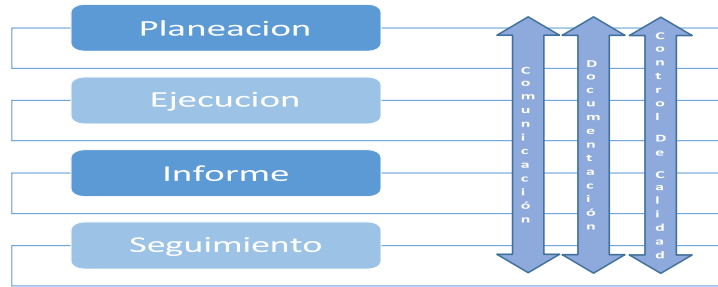 Planeacion
Ejecucion
Informe
Seguimiento
Comunicación
Documentación
Control De Calidad